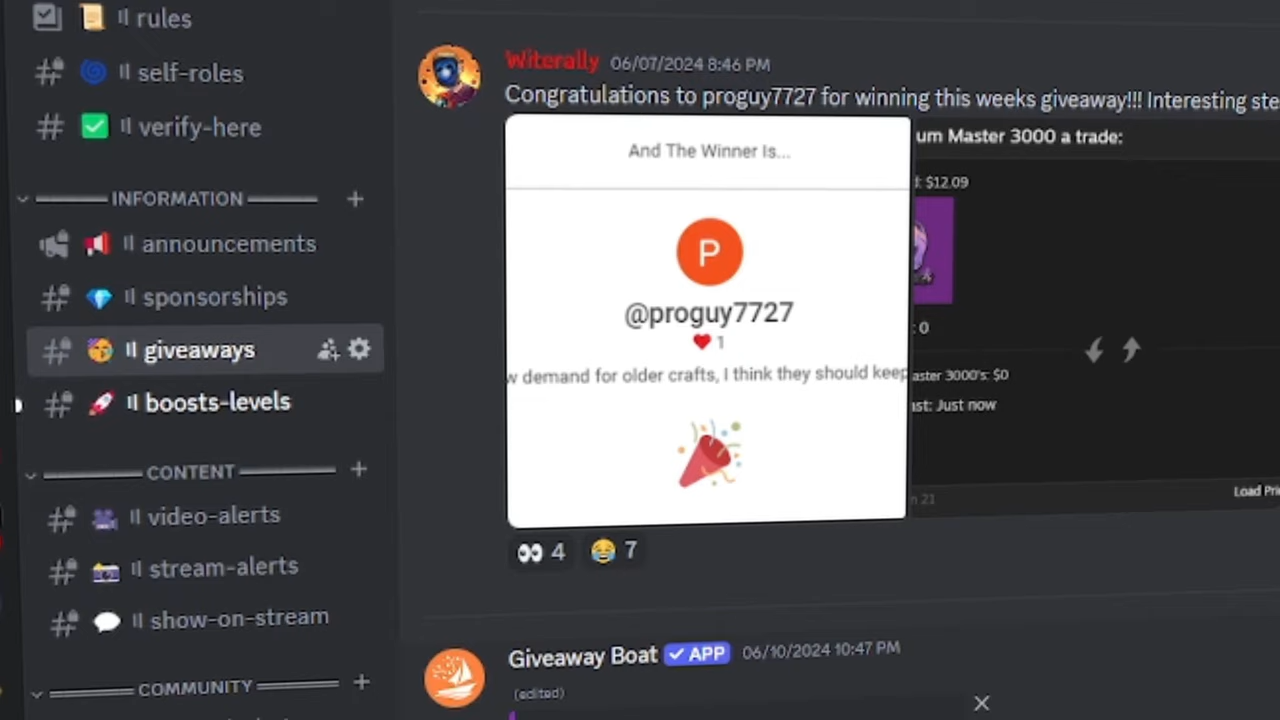 rules
self-roles
verify-here
INFORMATION
announcements
sponsorships
giveaways
boosts-levels
CONTENT
video-alerts
stream-alerts
show-on-stream
COMMUNITY
Witerally 06/07/2024 8:46 PM
Congratulations to proguy7727 for winning this weeks giveaway!!! Interesting ste
And The Winner Is...
P
@proguy7727
1
w demand for older crafts, I think they should keep
um Master 3000 a trade:
: $12.09
: 0
aster 3000's: $0
ast: Just now
n 21
Load Pri
4 7
Giveaway Boat APP 06/10/2024 10:47 PM
(edited)